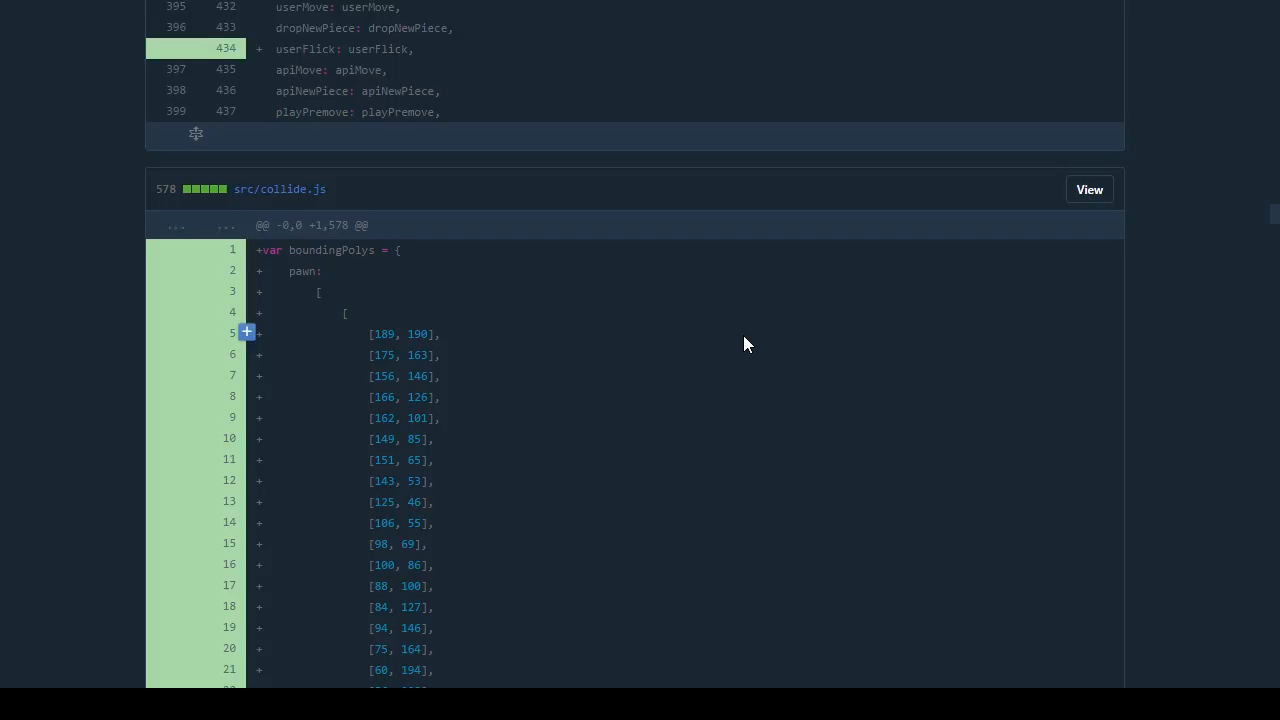 395 432 userMove: userMove,
396 433 dropNewPiece: dropNewPiece,
434 + userFlick: userFlick,
397 435 apiMove: apiMove,
398 436 apiNewPiece: apiNewPiece,
399 437 playPremove: playPremove,
578 src/collide.js View
... ... @@ -0,0 +1,578 @@
1 +var boundingPolys = {
2 + pawn:
3 + [
4 + [
5 + [189, 190],
6 + [175, 163],
7 + [156, 146],
8 + [166, 126],
9 + [162, 101],
10 + [149, 85],
11 + [151, 65],
12 + [143, 53],
13 + [125, 46],
14 + [106, 55],
15 + [98, 69],
16 + [100, 86],
17 + [88, 100],
18 + [84, 127],
19 + [94, 146],
20 + [75, 164],
21 + [60, 194],